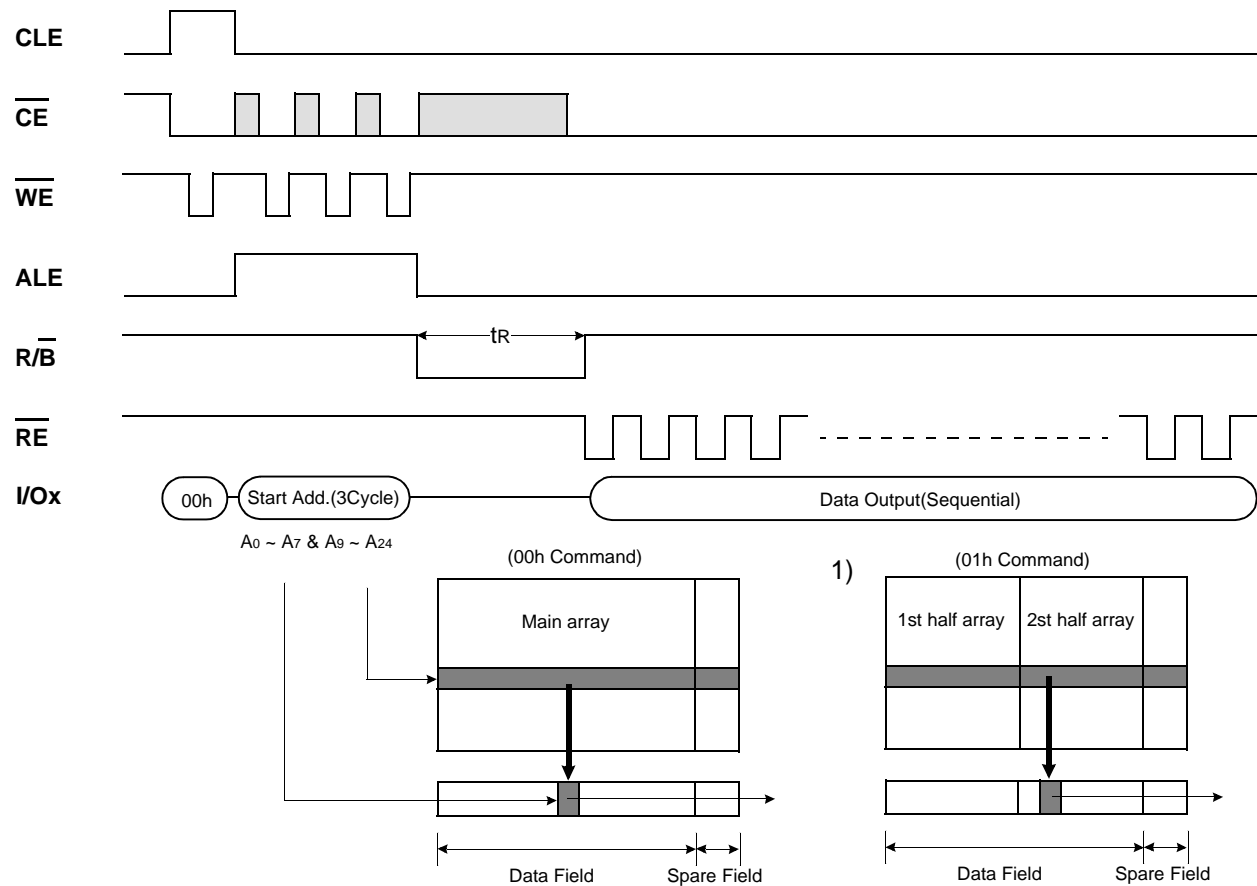 CLE
CE
WE
ALE
R/B
tR
RE
I/Ox
00h
Start Add.(3Cycle)
Data Output(Sequential)
A0 ~ A7 & A9 ~ A24
(00h Command)
1)
(01h Command)
Main array
1st half array
2st half array
Data Field
Spare Field
Data Field
Spare Field